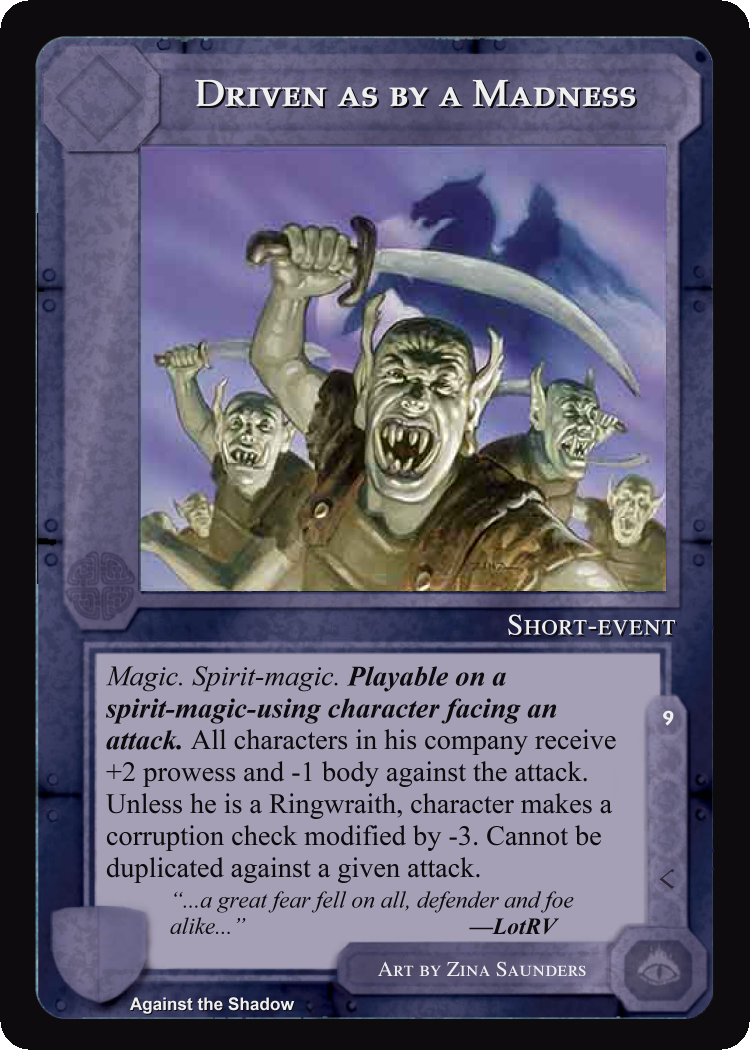 Driven as by a Madness
Short-event
Magic. Spirit-magic. Playable on a
spirit-magic-using character facing an
attack. All characters in his company receive
+2 prowess and -1 body against the attack.
Unless he is a Ringwraith, character makes a
corruption check modified by -3. Cannot be
duplicated against a given attack.
9
“...a great fear fell on all, defender and foe
alike...” —LotRV
Art by Zina Saunders
Against the Shadow